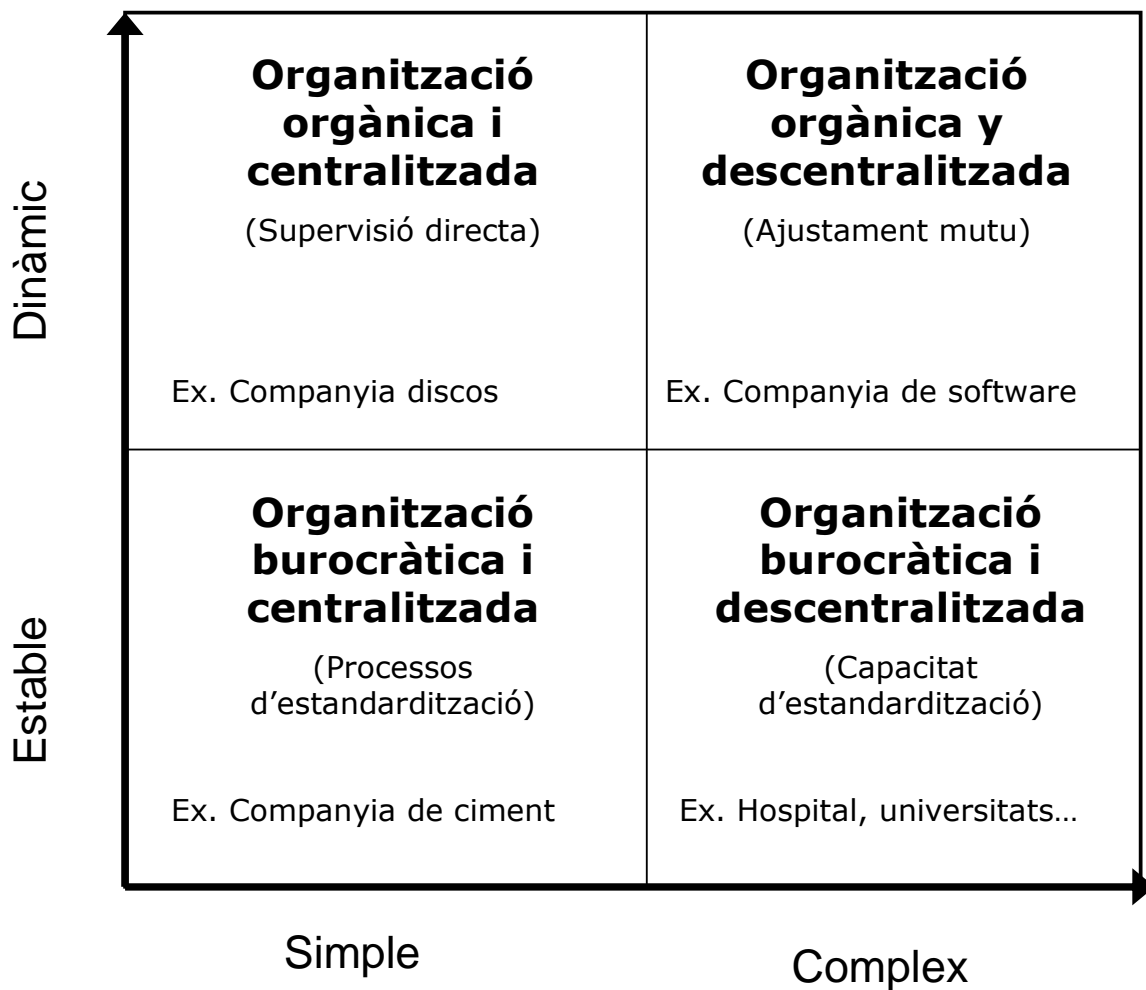 Dinàmic
Organització
orgànica i
centralitzada
(Supervisió directa)
Ex. Companyia discos
Organització
orgànica y
descentralitzada
(Ajustament mutu)
Ex. Companyia de software
Estable
Organització
burocràtica i
centralitzada
(Processos
d’estandardització)
Ex. Companyia de ciment
Organització
burocràtica i
descentralitzada
(Capacitat
d’estandardització)
Ex. Hospital, universitats…
Simple
Complex